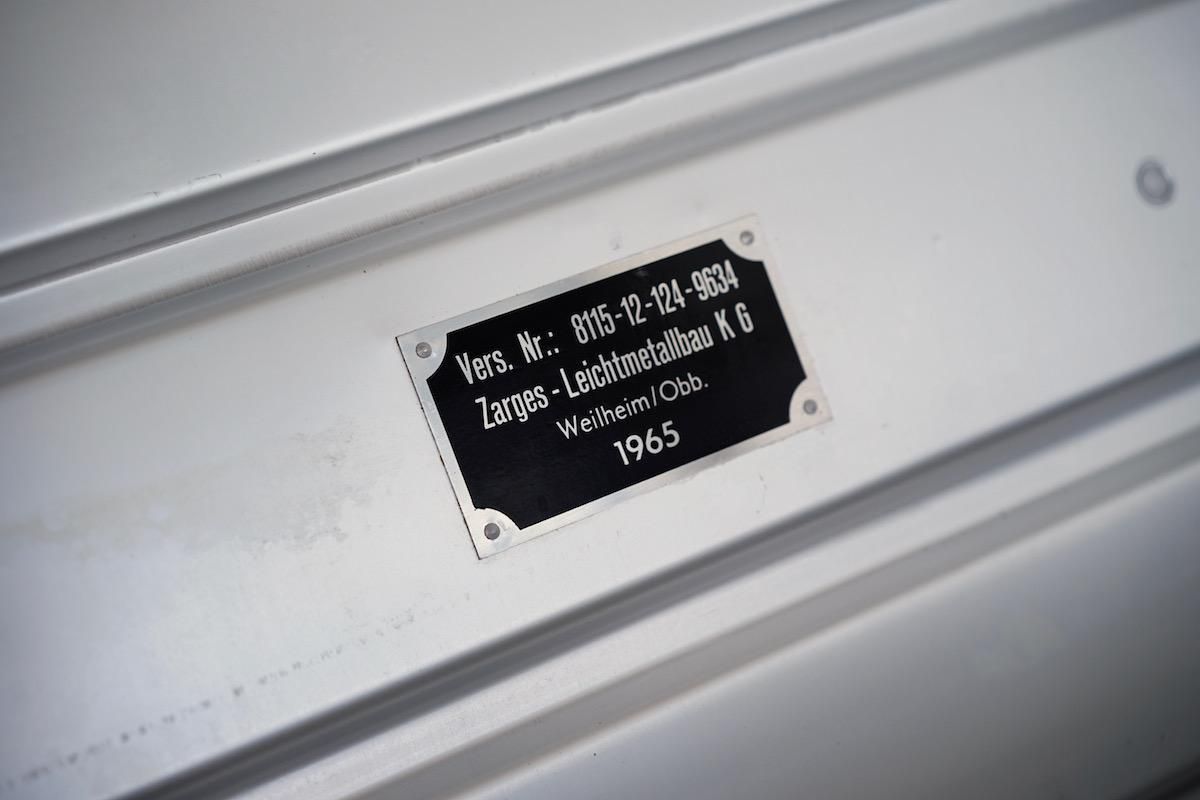 Vers. Nr.: 8115-12-124-9634
Zarges - Leichtmetallbau K G
Weilheim/Obb.
1965